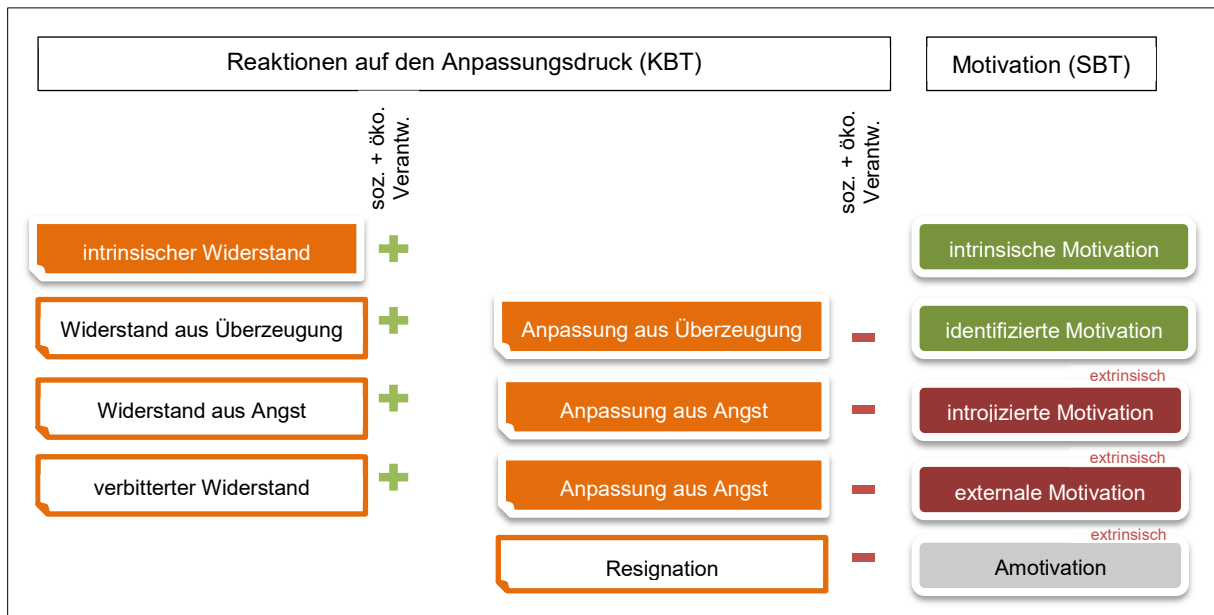 Reaktionen auf den Anpassungsdruck (KBT)
Motivation (SBT)
soz. + öko.
Verantw.
soz. + öko.
Verantw.
intrinsischer Widerstand
+
intrinsische Motivation
Widerstand aus Überzeugung
+
Anpassung aus Überzeugung
−
identifizierte Motivation
extrinsisch
Widerstand aus Angst
+
Anpassung aus Angst
−
introjizierte Motivation
extrinsisch
verbitterter Widerstand
+
Anpassung aus Angst
−
externale Motivation
extrinsisch
Resignation
−
Amotivation